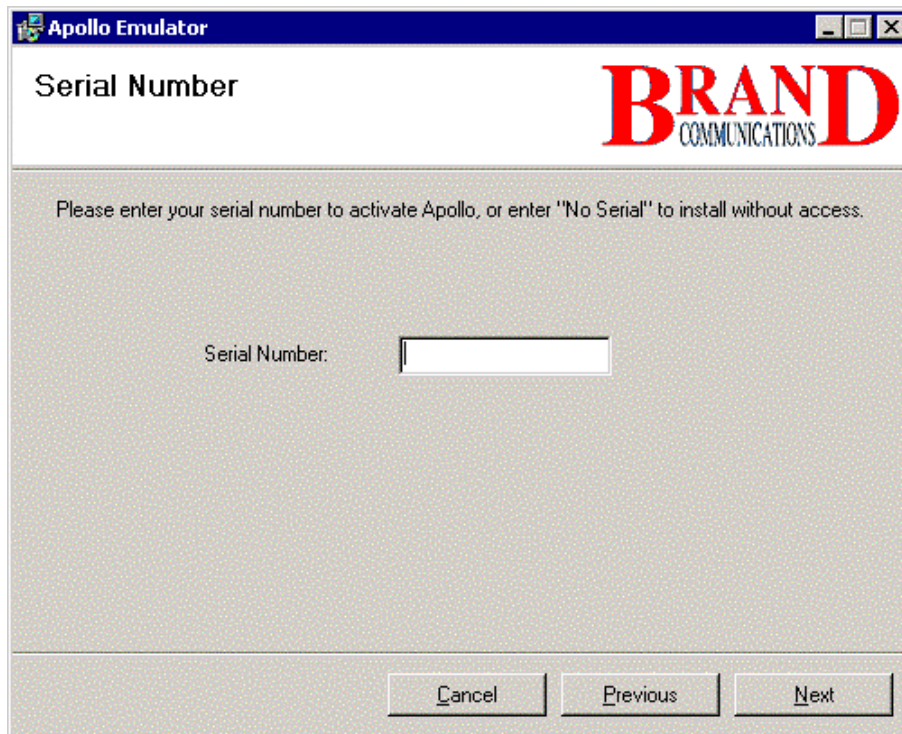 Apollo Emulator
Serial Number
BRAND
COMMUNICATIONS
Please enter your serial number to activate Apollo, or enter "No Serial" to install without access.
Serial Number:
Cancel Previous Next